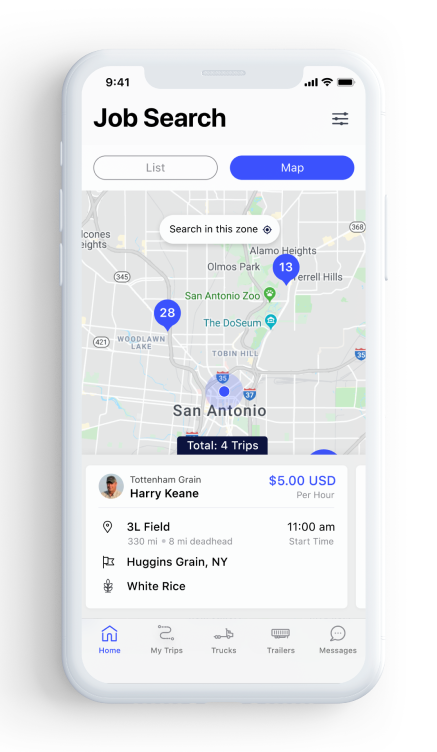 9:41
Job Search
List
Map
Search in this zone
368
lcones
eights
Alamo Heights
Olmos Park
13
errell Hills
345
San Antonio Zoo
28
The DoSeum
421
WOODLAWN
LAKE
TOBIN HILL
35
35
37
San Antonio
Total: 4 Trips
Tottenham Grain
Harry Keane
$5.00 USD
Per Hour
3L Field
11:00 am
330 mi + 8 mi deadhead
Start Time
Huggins Grain, NY
White Rice
Home
My Trips
Trucks
Trailers
Messages